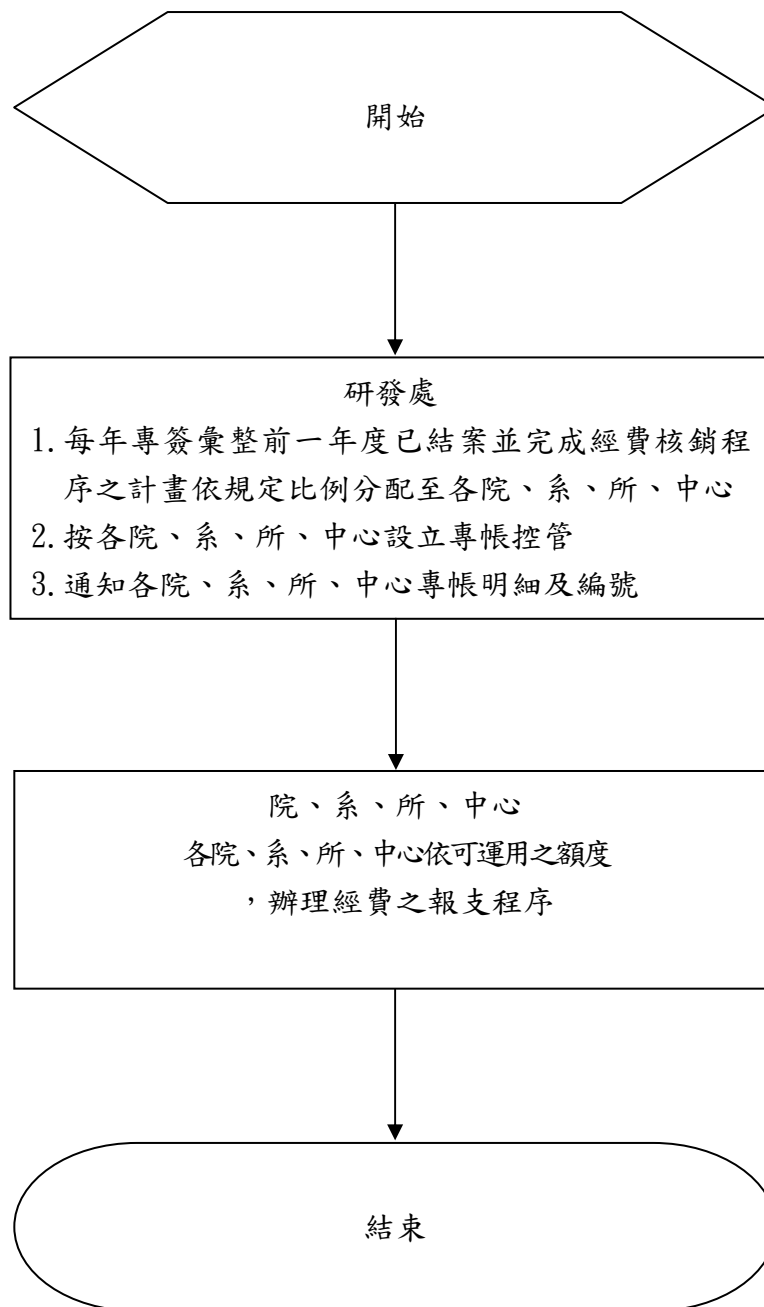 開始
研發處
1. 每年專簽彙整前一年度已結案並完成經費核銷程
序之計畫依規定比例分配至各院、系、所、中心
2. 按各院、系、所、中心設立專帳控管
3. 通知各院、系、所、中心專帳明細及編號
院、系、所、中心
各院、系、所、中心依可運用之額度
，辦理經費之報支程序
結束